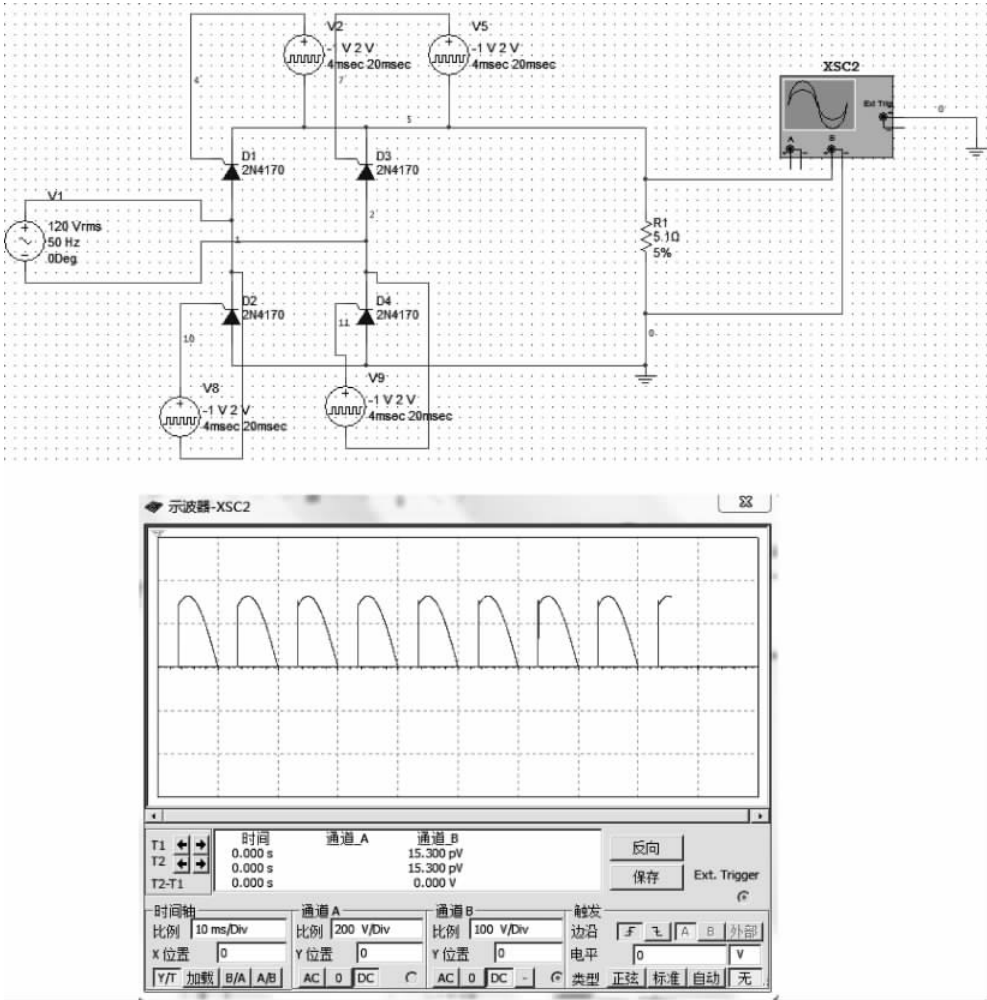 V2
-1 V 2 V
4msec 20msec
V5
-1 V 2 V
4msec 20msec
XSC2
Ext Trig
A B
4
7
5
0
D1
2N4170
D3
2N4170
V1
120 Vrms
50 Hz
0Deg
1
2
R1
5.1Ω
5%
D2
2N4170
D4
2N4170
10
11
0
V8
-1 V 2 V
4msec 20msec
V9
-1 V 2 V
4msec 20msec
示波器-XSC2
时间 通道_A 通道_B
T1 0.000 s 15.300 pV
T2 0.000 s 15.300 pV
T2-T1 0.000 s 0.000 V
反向
保存
Ext. Trigger
时间轴
比例 10 ms/Div
X 位置 0
Y/T 加载 B/A A/B
通道 A
比例 200 V/Div
Y 位置 0
AC 0 DC
通道 B
比例 100 V/Div
Y 位置 0
AC 0 DC -
触发
边沿 A B 外部
电平 0 V
类型 正弦 标准 自动 无